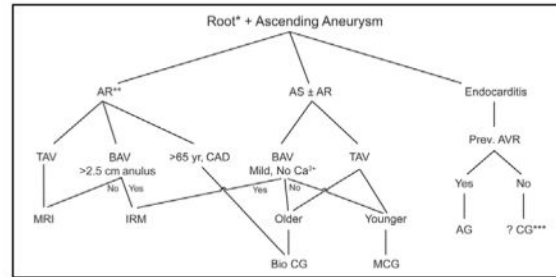 Root* + Ascending Aneurysm
AR** AS ± AR Endocarditis
TAV BAV >65 yr, CAD BAV TAV Prev. AVR
>2.5 cm anulus Mild, No Ca²⁺
No Yes Yes No Yes No
MRI IRM Older Younger AG ? CG***
Bio CG MCG